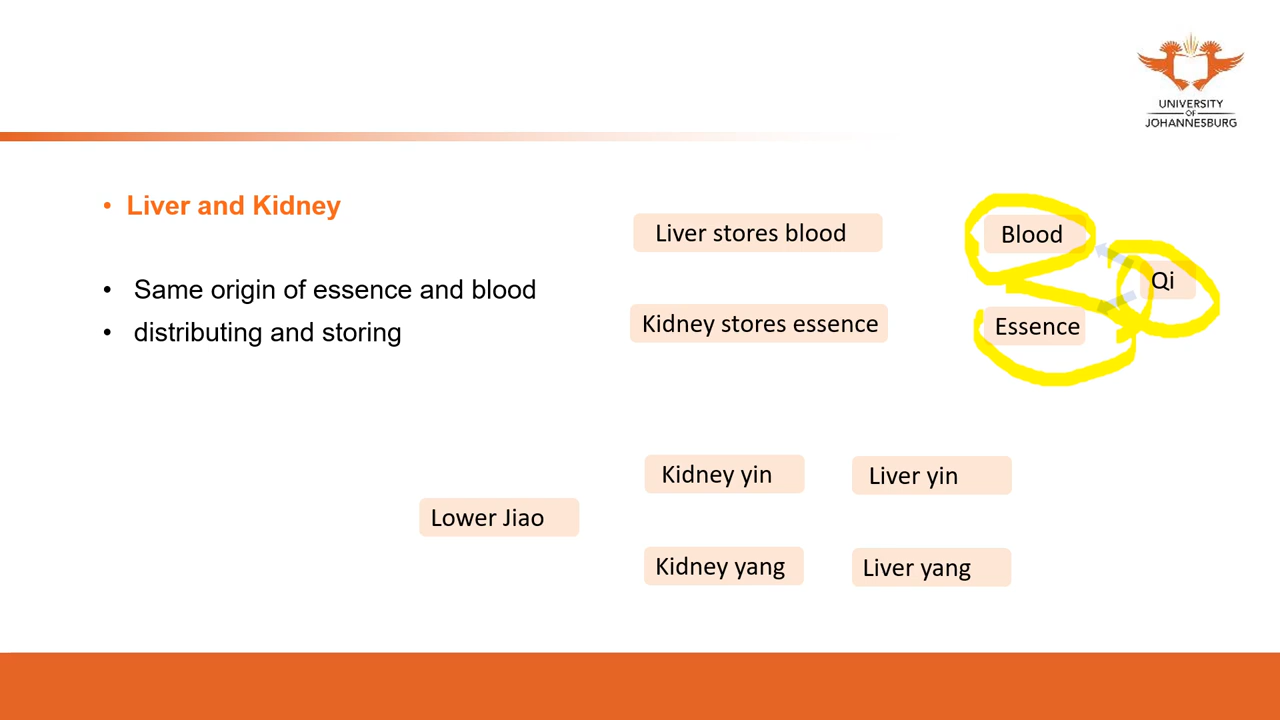 UNIVERSITY
OF
JOHANNESBURG
• Liver and Kidney
• Same origin of essence and blood
• distributing and storing
Liver stores blood
Blood
Qi
Kidney stores essence
Essence
Kidney yin
Liver yin
Lower Jiao
Kidney yang
Liver yang